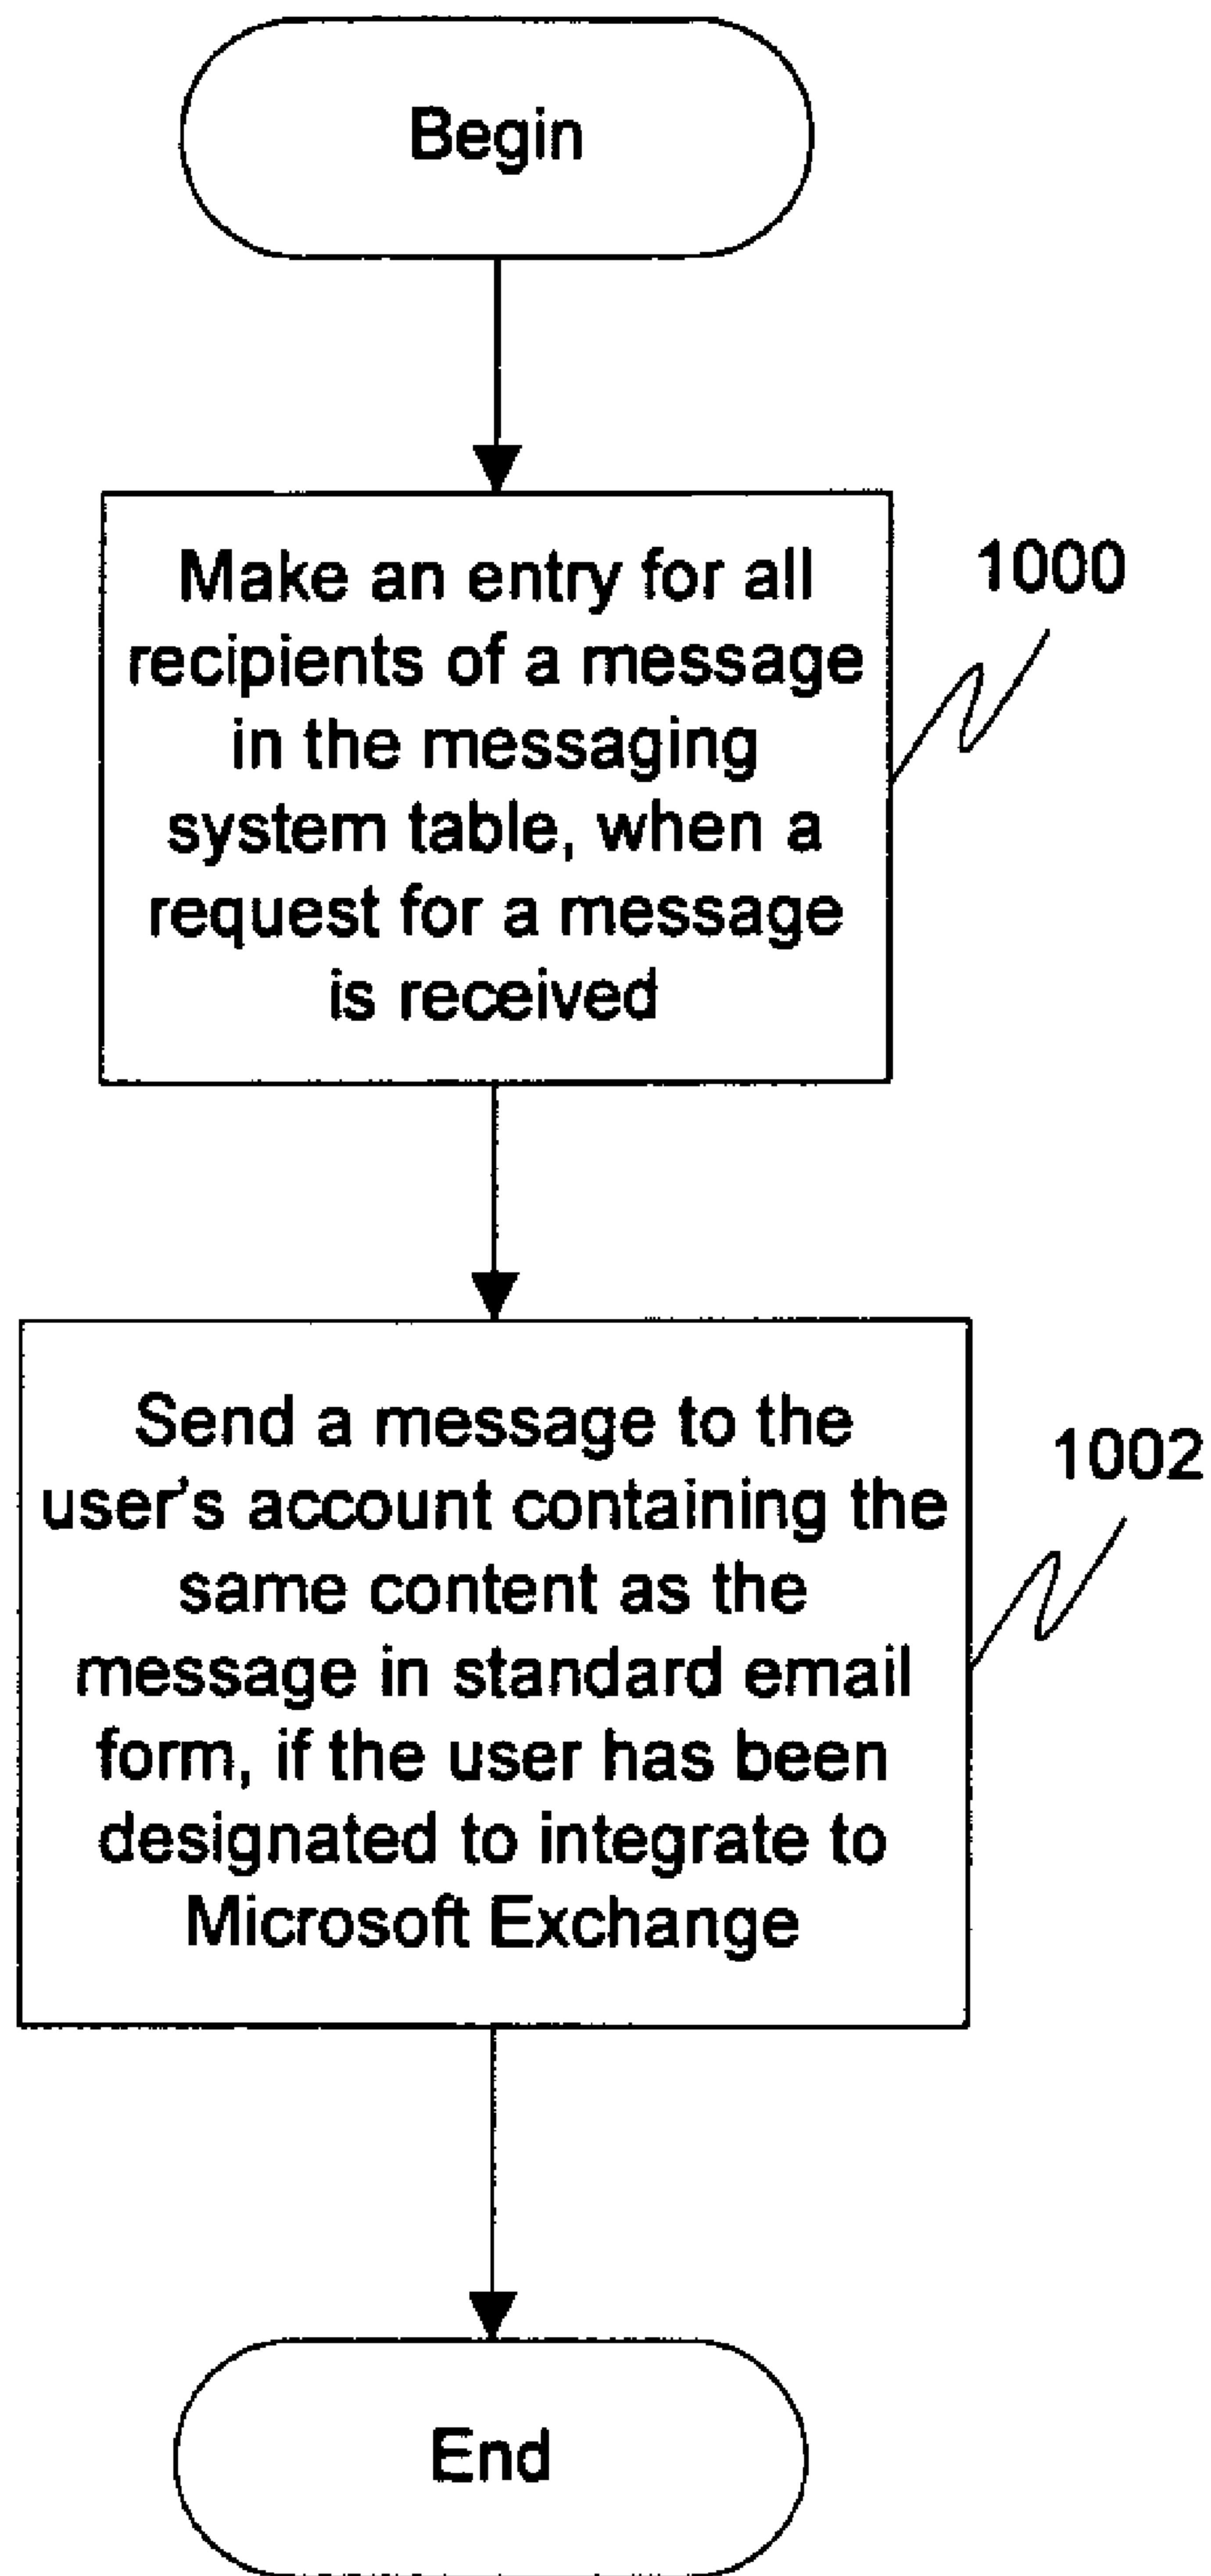 Begin
Make an entry for all
recipients of a message
in the messaging
system table, when a
request for a message
is received
1000
Send a message to the
user's account containing the
same content as the
message in standard email
form, if the user has been
designated to integrate to
Microsoft Exchange
1002
End